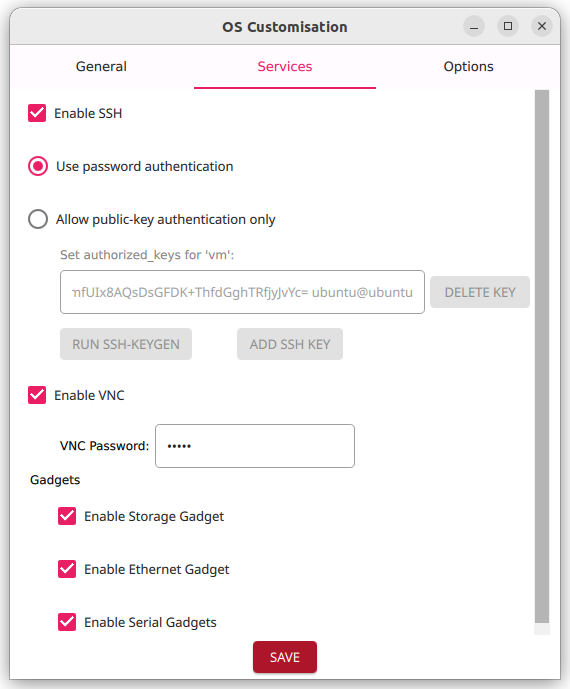 OS Customisation
General Services Options
Enable SSH
Use password authentication
Allow public-key authentication only
Set authorized_keys for 'vm':
mfUIx8AQsDsGFDK+ThfdGghTRfjyJvYc= ubuntu@ubuntu DELETE KEY
RUN SSH-KEYGEN ADD SSH KEY
Enable VNC
VNC Password: •••••
Gadgets
Enable Storage Gadget
Enable Ethernet Gadget
Enable Serial Gadgets
SAVE